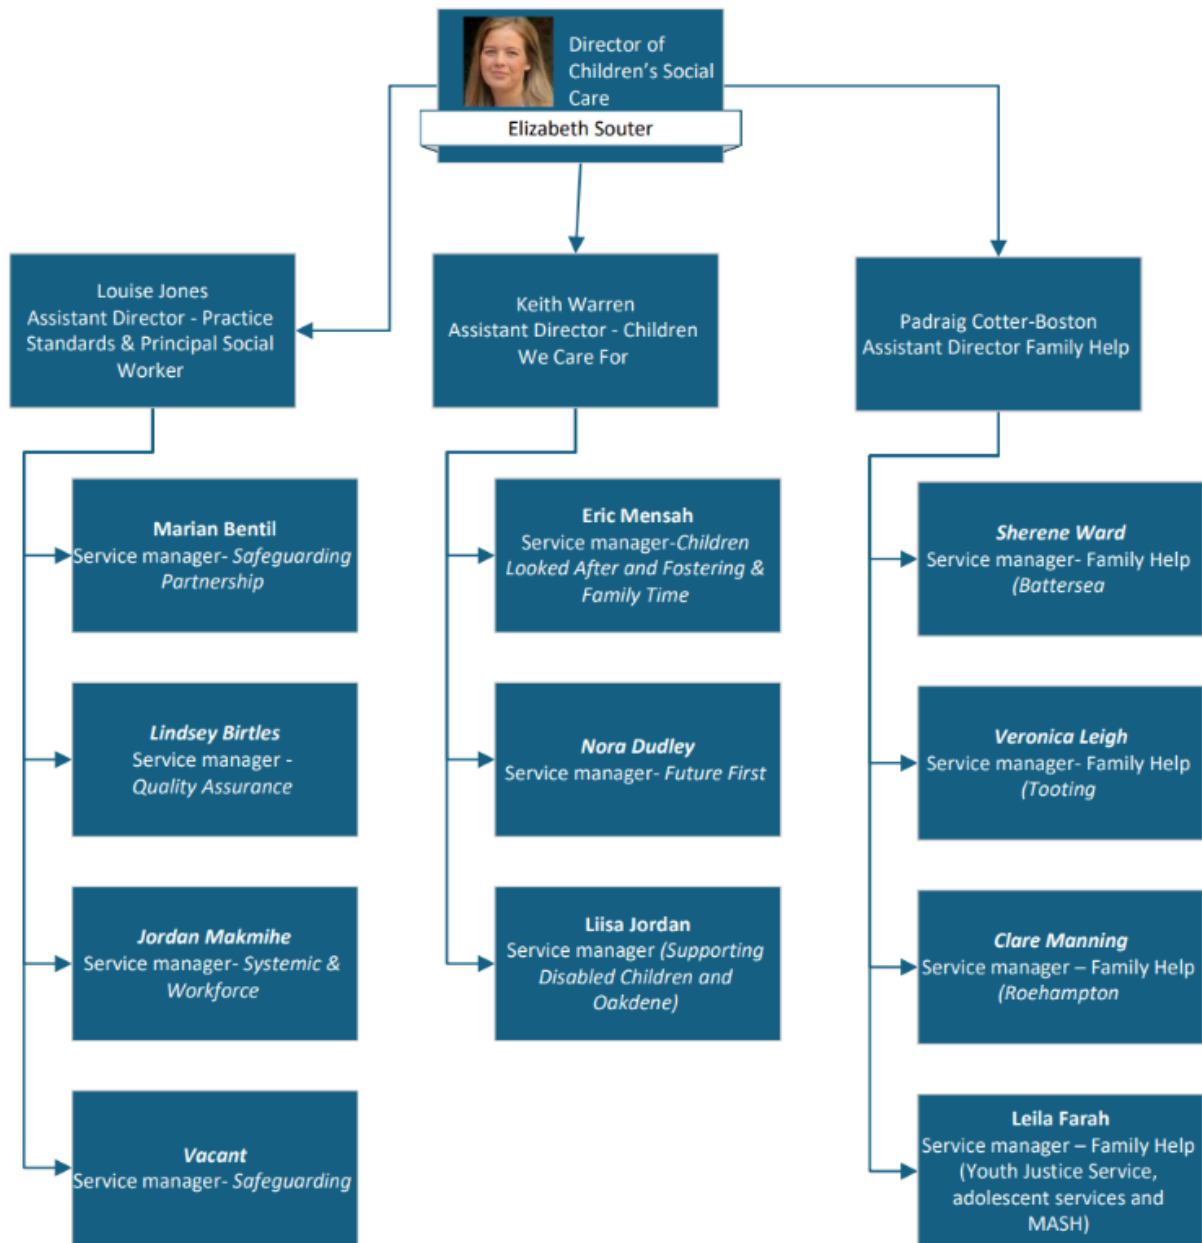 Director of
Children's Social
Care
Elizabeth Souter
Louise Jones
Assistant Director - Practice
Standards & Principal Social
Worker
Keith Warren
Assistant Director - Children
We Care For
Padraig Cotter-Boston
Assistant Director Family Help
Marian Bentil
Service manager- Safeguarding
Partnership
Eric Mensah
Service manager-Children
Looked After and Fostering &
Family Time
Sherene Ward
Service manager- Family Help
(Battersea
Lindsey Birtles
Service manager -
Quality Assurance
Nora Dudley
Service manager- Future First
Veronica Leigh
Service manager- Family Help
(Tooting
Jordan Makmihe
Service manager- Systemic &
Workforce
Liisa Jordan
Service manager (Supporting
Disabled Children and
Oakdene)
Clare Manning
Service manager – Family Help
(Roehampton
Vacant
Service manager- Safeguarding
Leila Farah
Service manager – Family Help
(Youth Justice Service,
adolescent services and
MASH)